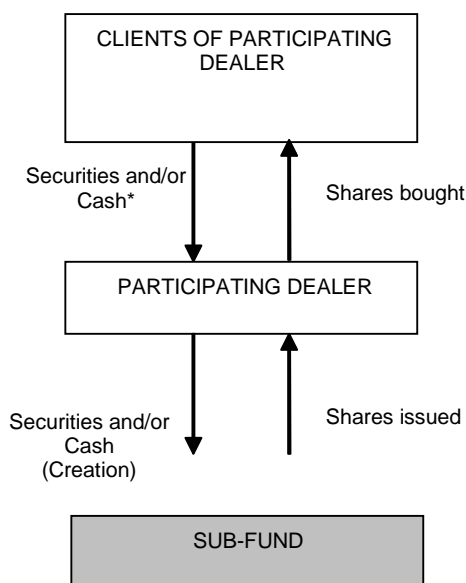 CLIENTS OF PARTICIPATING
DEALER
Securities and/or
Cash*
Shares bought
PARTICIPATING DEALER
Securities and/or
Cash
(Creation)
Shares issued
SUB-FUND